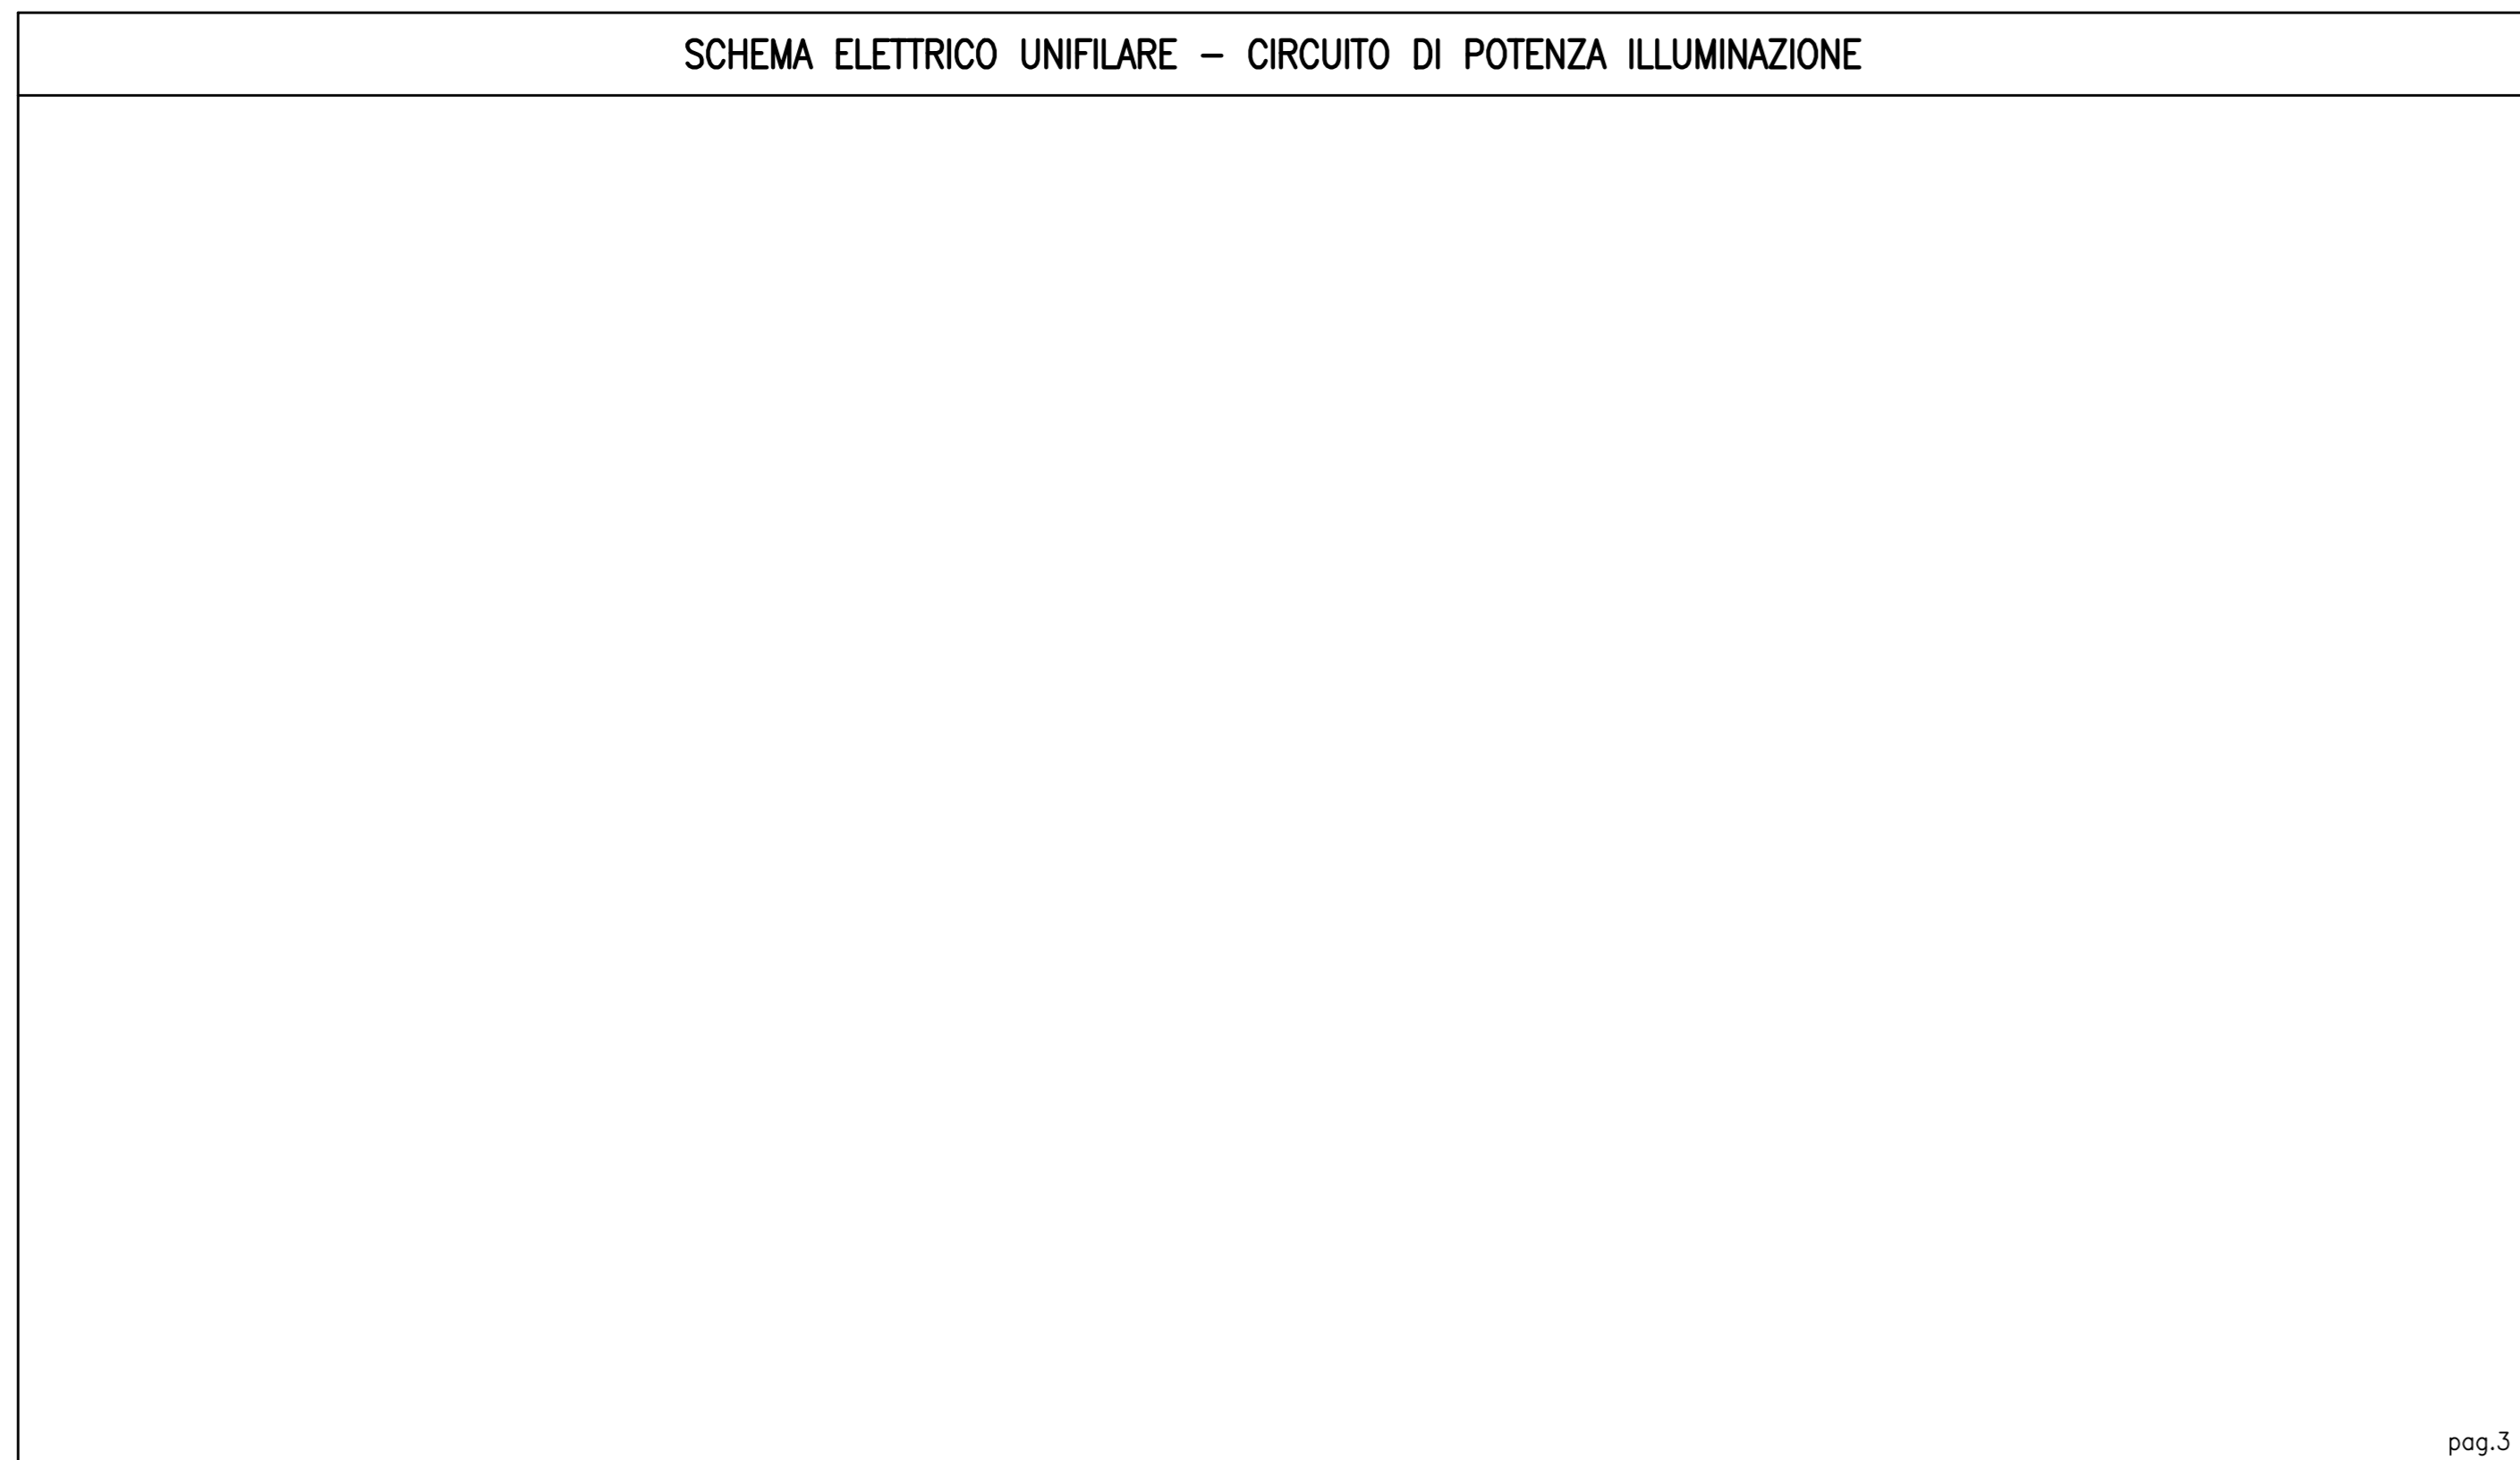 SCHEMA ELETTRICO UNIFILARE – CIRCUITO DI POTENZA ILLUMINAZIONE
pag.3